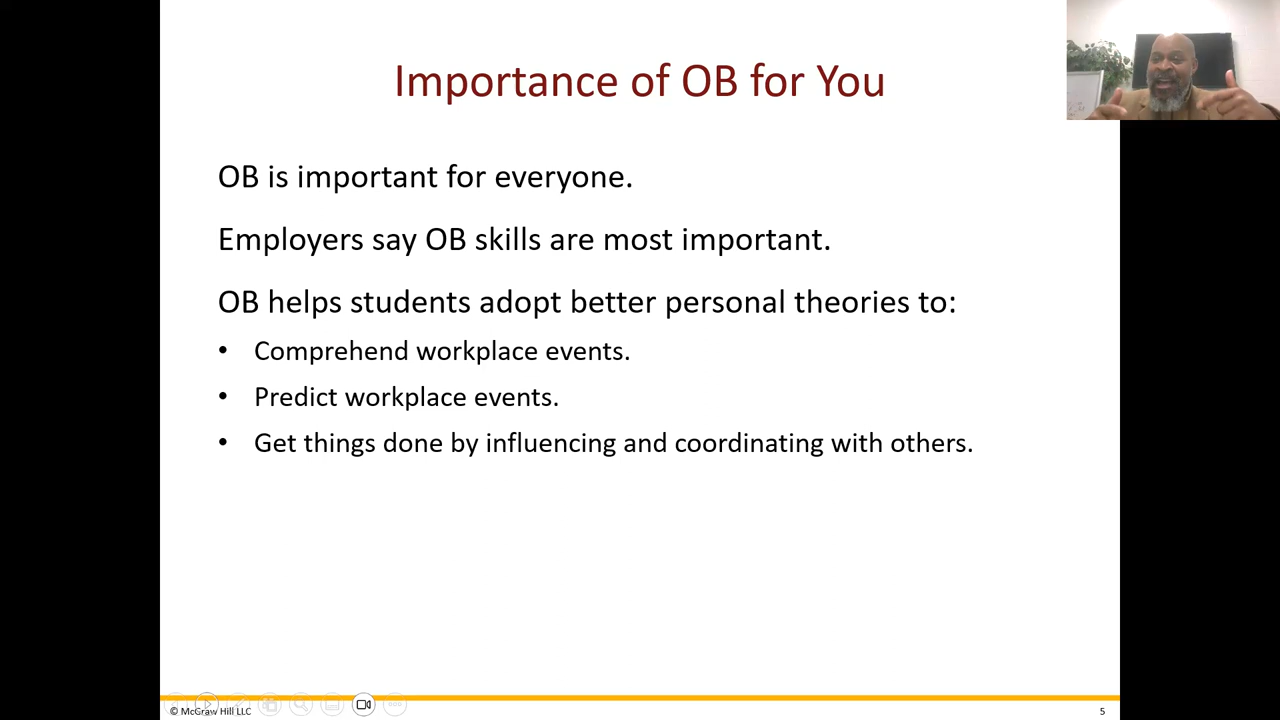 Importance of OB for You
OB is important for everyone.
Employers say OB skills are most important.
OB helps students adopt better personal theories to:
• Comprehend workplace events.
• Predict workplace events.
• Get things done by influencing and coordinating with others.
© McGraw Hill LLC
5